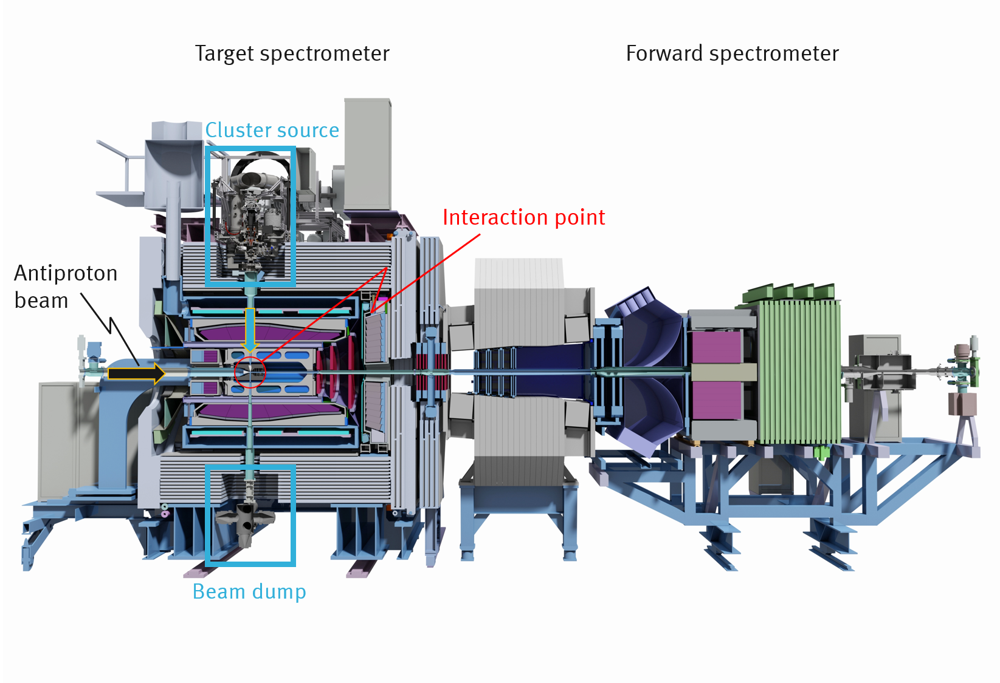 Target spectrometer
Forward spectrometer
Cluster source
Interaction point
Antiproton
beam
Beam dump